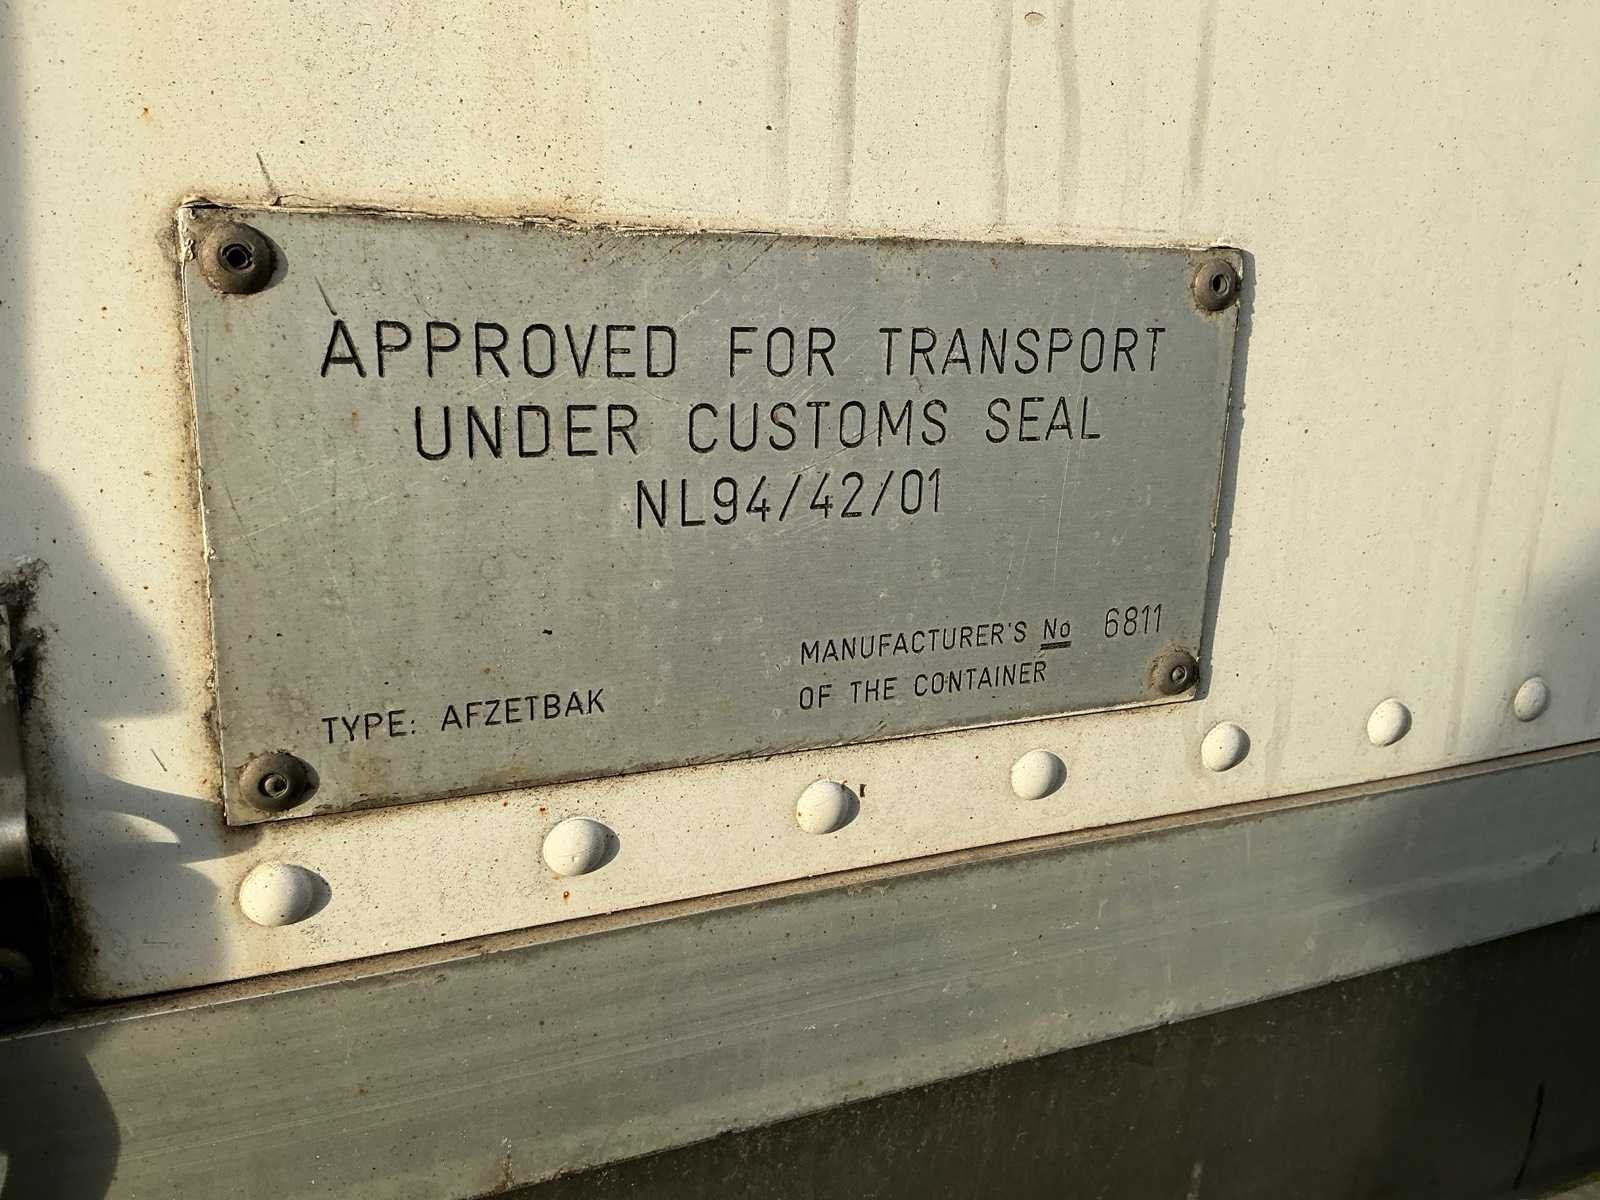 APPROVED FOR TRANSPORT
UNDER CUSTOMS SEAL
NL94/42/01
MANUFACTURER'S No 6811
OF THE CONTAINER
TYPE: AFZETBAK